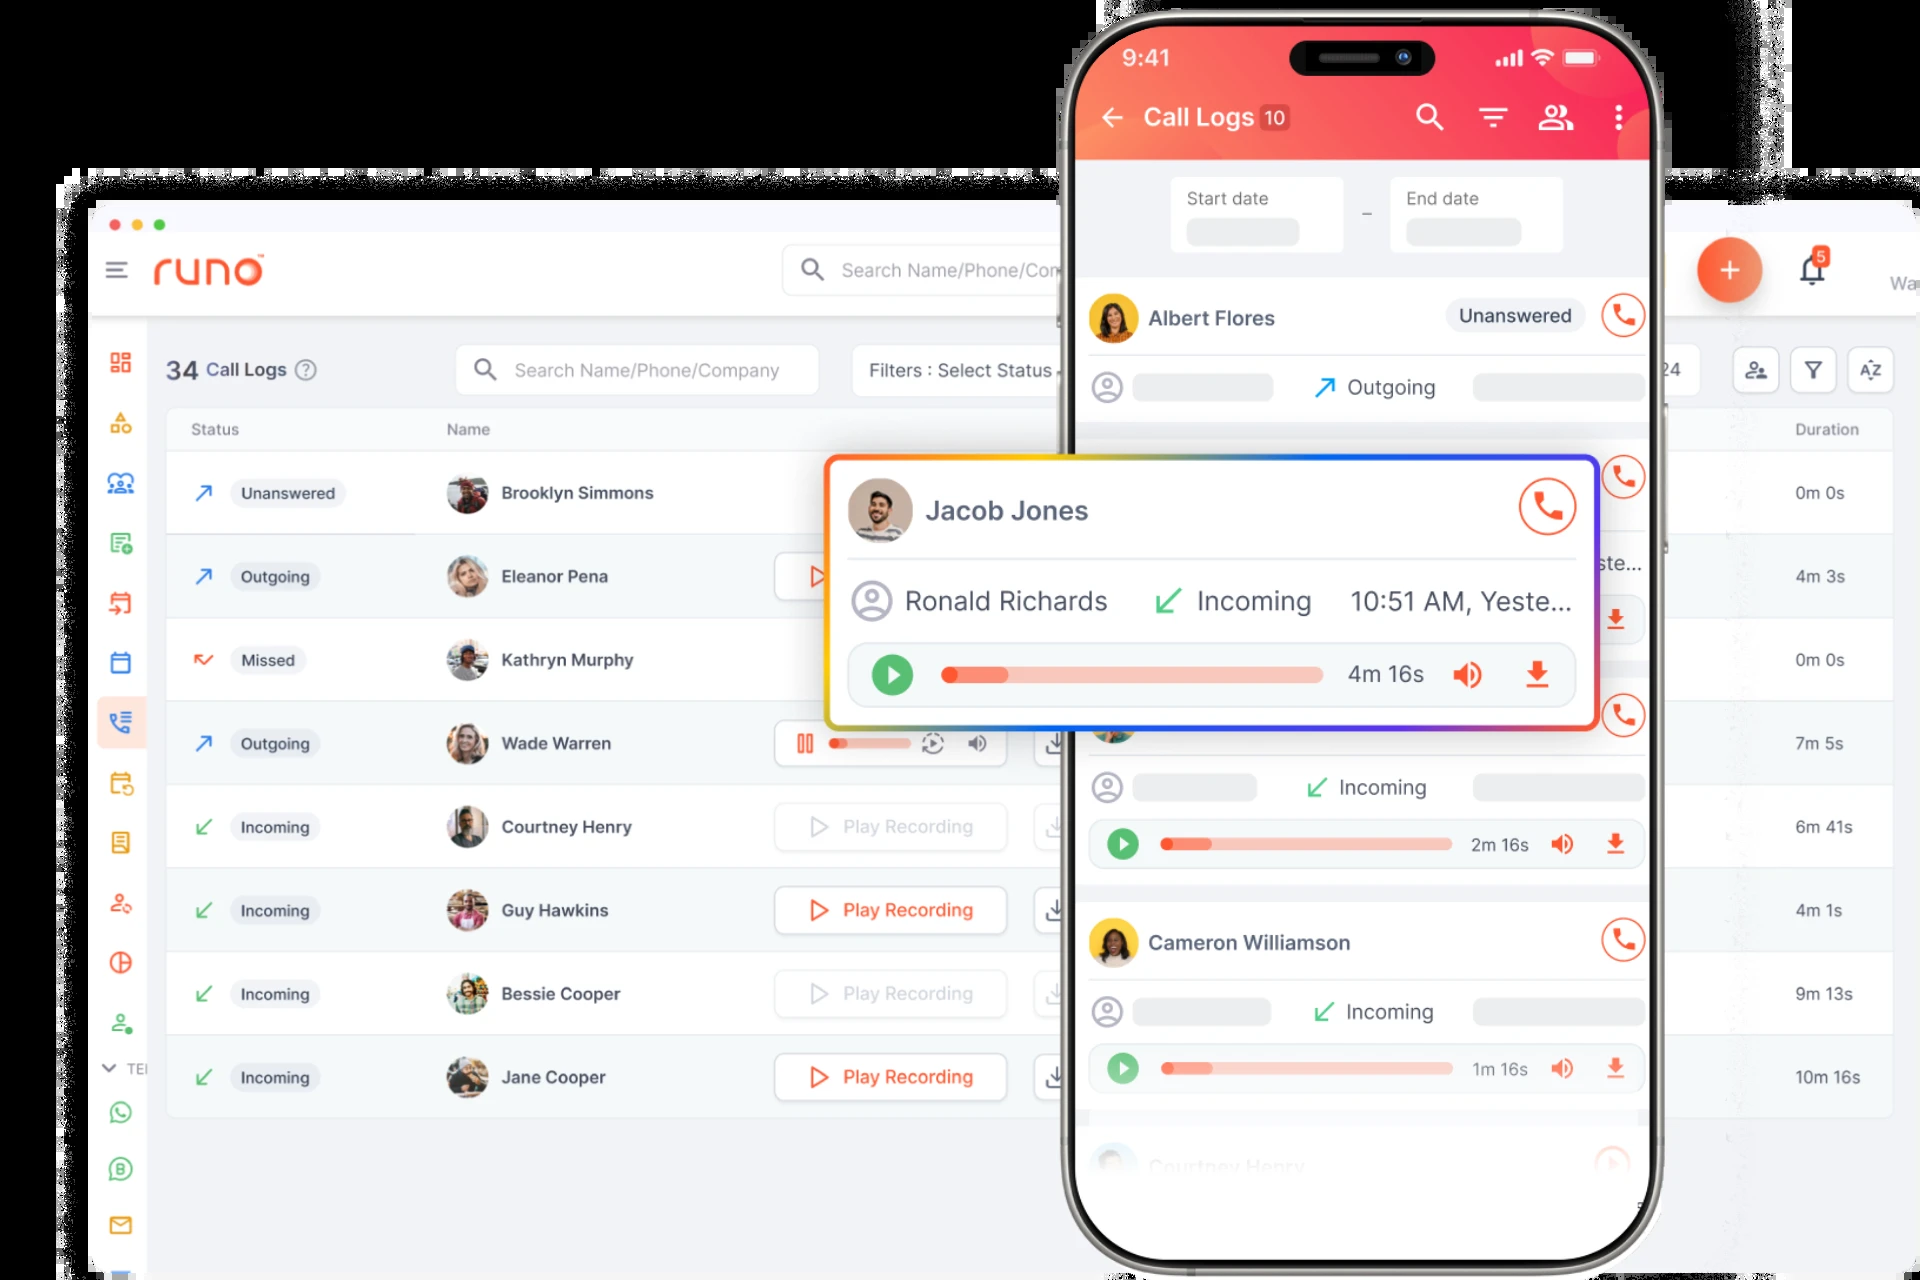 9:41
Call Logs 10
Start date
-
End date
runo™
Search Name/Phone/Con
5
Albert Flores
Unanswered
Outgoing
34 Call Logs ?
Search Name/Phone/Company
Filters : Select Status
24
AZ
Status
Name
Duration
Unanswered
Brooklyn Simmons
0m 0s
Jacob Jones
Ronald Richards
Incoming
10:51 AM, Yeste...
4m 16s
ste...
Outgoing
Eleanor Pena
4m 3s
Missed
Kathryn Murphy
0m 0s
Outgoing
Wade Warren
7m 5s
Incoming
2m 16s
Incoming
Courtney Henry
Play Recording
6m 41s
Incoming
Guy Hawkins
Play Recording
4m 1s
Cameron Williamson
Incoming
1m 16s
Incoming
Bessie Cooper
Play Recording
9m 13s
Incoming
Jane Cooper
Play Recording
10m 16s
TE
B
Courtney Henry